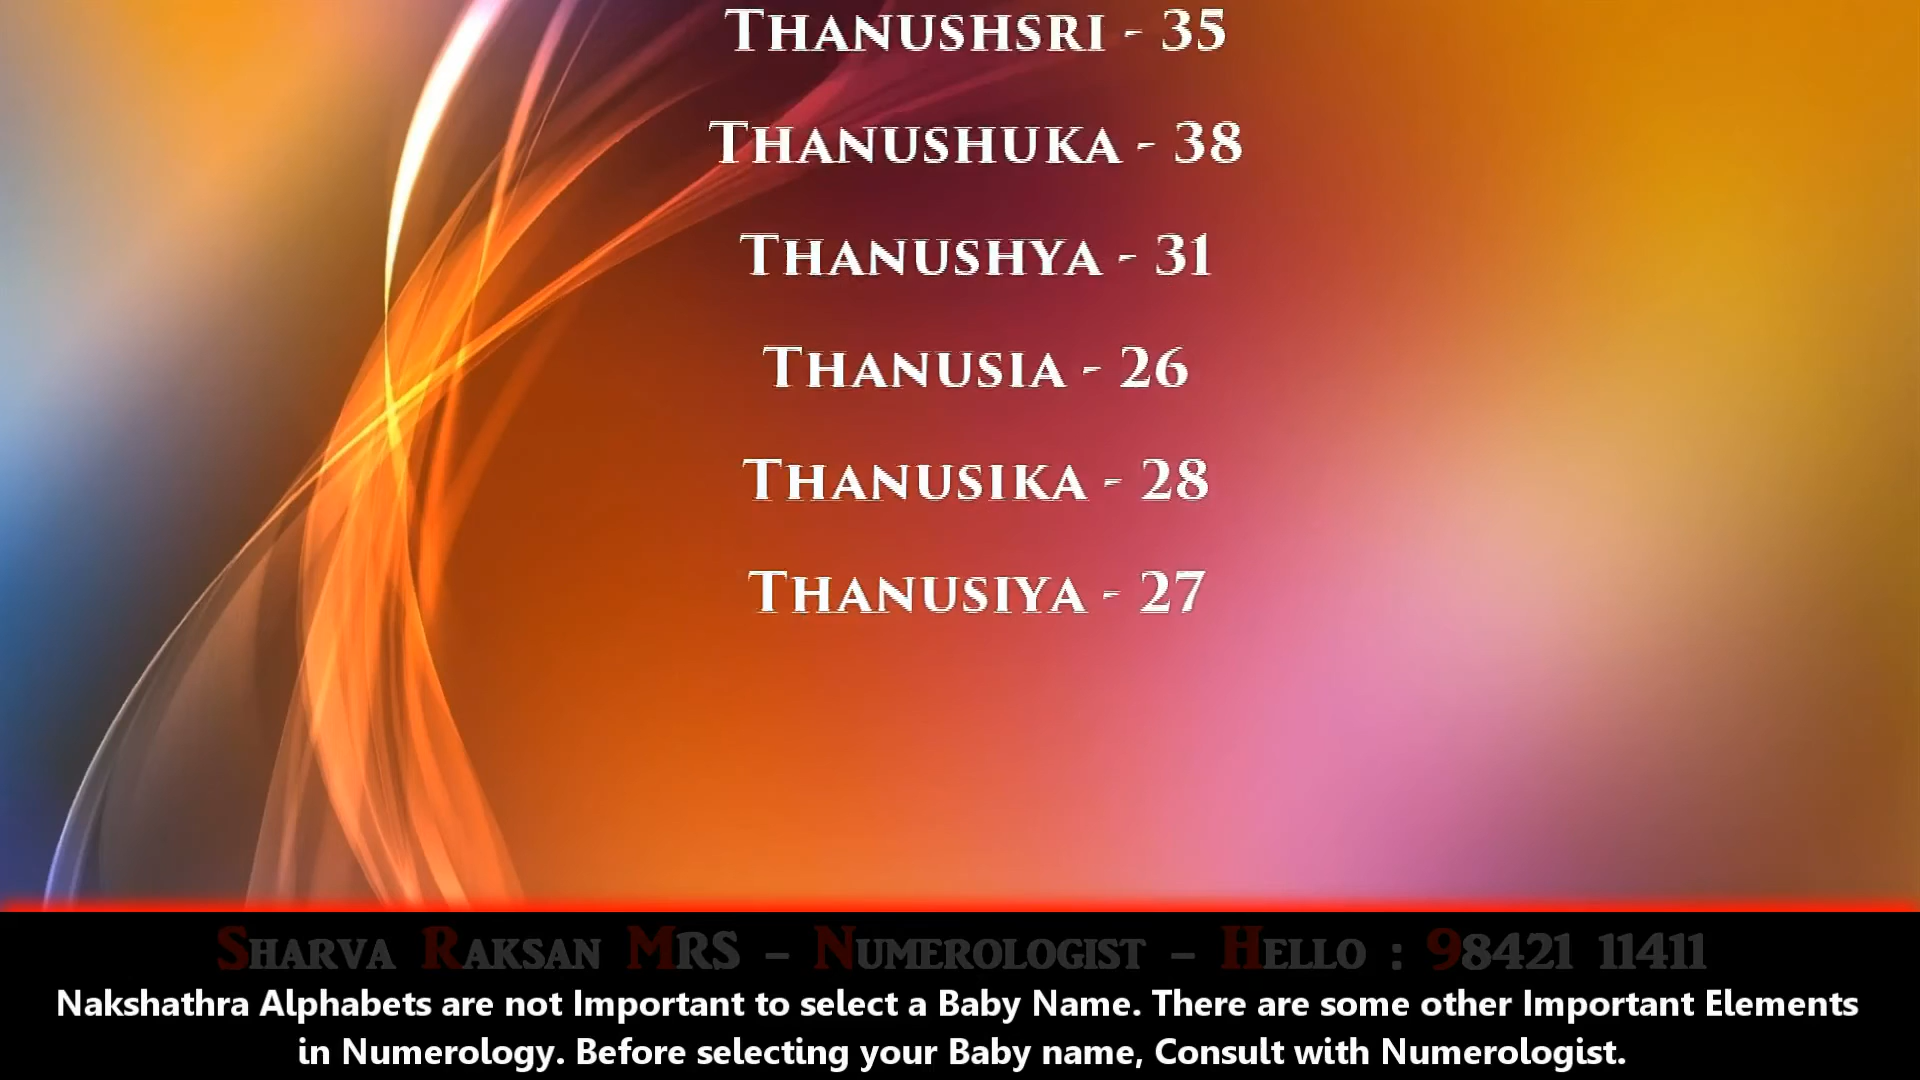 Thanushsri - 35
Thanushuka - 38
Thanushya - 31
Thanusia - 26
Thanusika - 28
Thanusiya - 27
Sharva Raksan MRS - Numerologist - Hello : 98421 11411
Nakshathra Alphabets are not Important to select a Baby Name. There are some other Important Elements
in Numerology. Before selecting your Baby name, Consult with Numerologist.